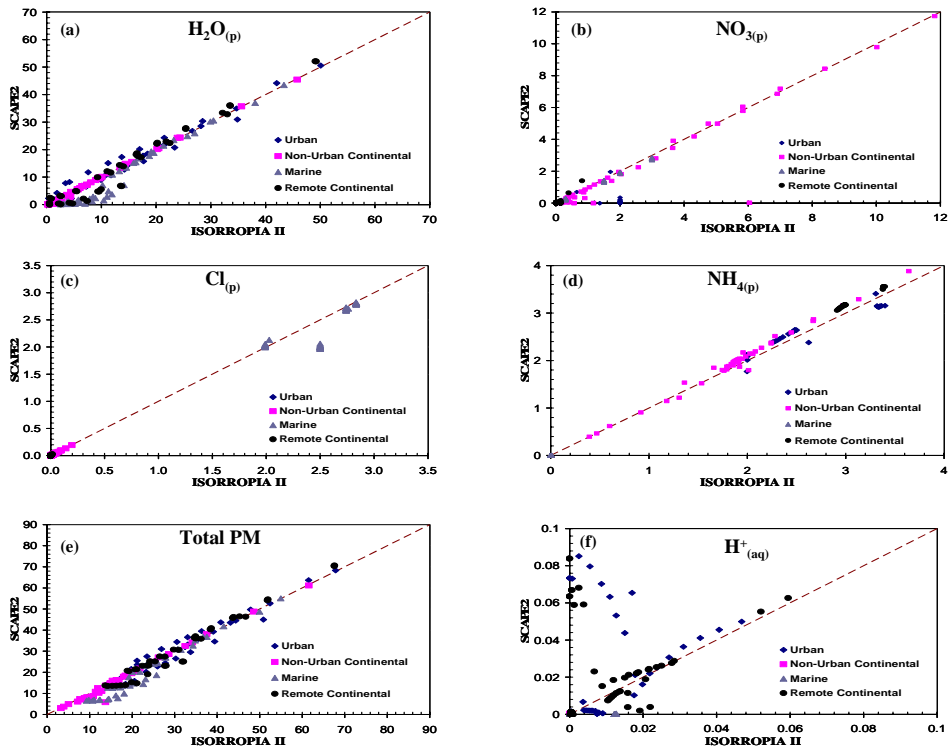 (a) H₂O(p)
SCAPE2
70
60
50
40
30
20
10
0
Urban
Non-Urban Continental
Marine
Remote Continental
0 10 20 30 40 50 60 70
ISORROPIA II
(b) NO₃(p)
SCAPE2
12
10
8
6
4
2
0
Urban
Non-Urban Continental
Marine
Remote Continental
0 2 4 6 8 10 12
ISORROPIA II
(c) Cl(p)
SCAPE2
3.5
3.0
2.5
2.0
1.5
1.0
0.5
0.0
Urban
Non-Urban Continental
Marine
Remote Continental
0.0 0.5 1.0 1.5 2.0 2.5 3.0 3.5
ISORROPIA II
(d) NH₄(p)
SCAPE2
4
3
2
1
0
Urban
Non-Urban Continental
Marine
Remote Continental
0 1 2 3 4
ISORROPIA II
(e) Total PM
SCAPE2
90
80
70
60
50
40
30
20
10
0
Urban
Non-Urban Continental
Marine
Remote Continental
0 10 20 30 40 50 60 70 80 90
ISORROPIA II
(f) H⁺(aq)
SCAPE2
0.1
0.08
0.06
0.04
0.02
0
Urban
Non-Urban Continental
Marine
Remote Continental
0 0.02 0.04 0.06 0.08 0.1
ISORROPIA II